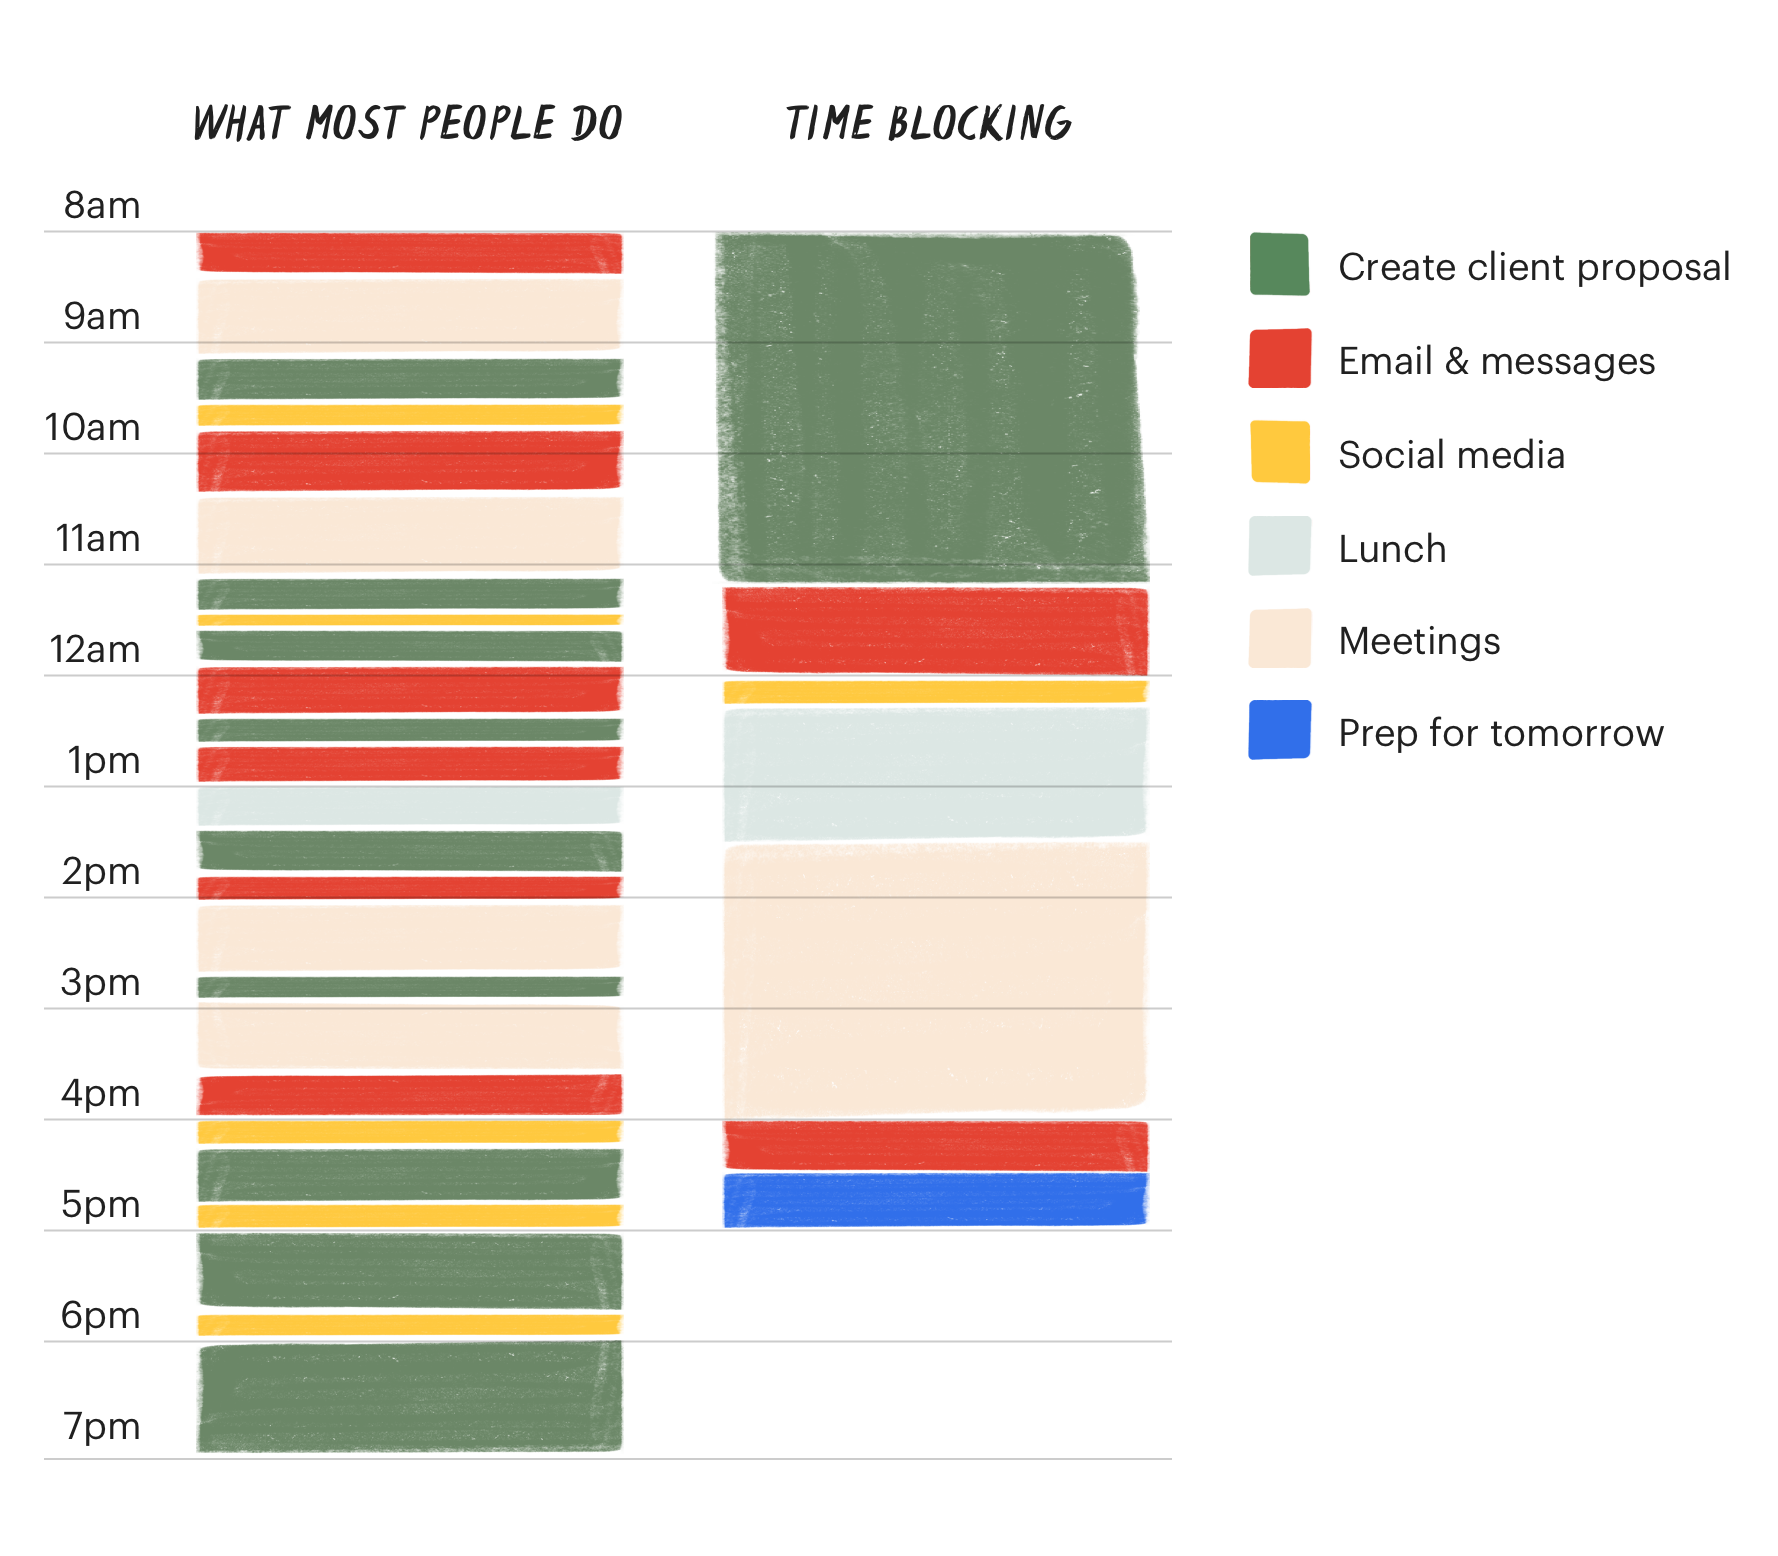 WHAT MOST PEOPLE DO
TIME BLOCKING
8am
9am
10am
11am
12am
1pm
2pm
3pm
4pm
5pm
6pm
7pm
Create client proposal
Email & messages
Social media
Lunch
Meetings
Prep for tomorrow